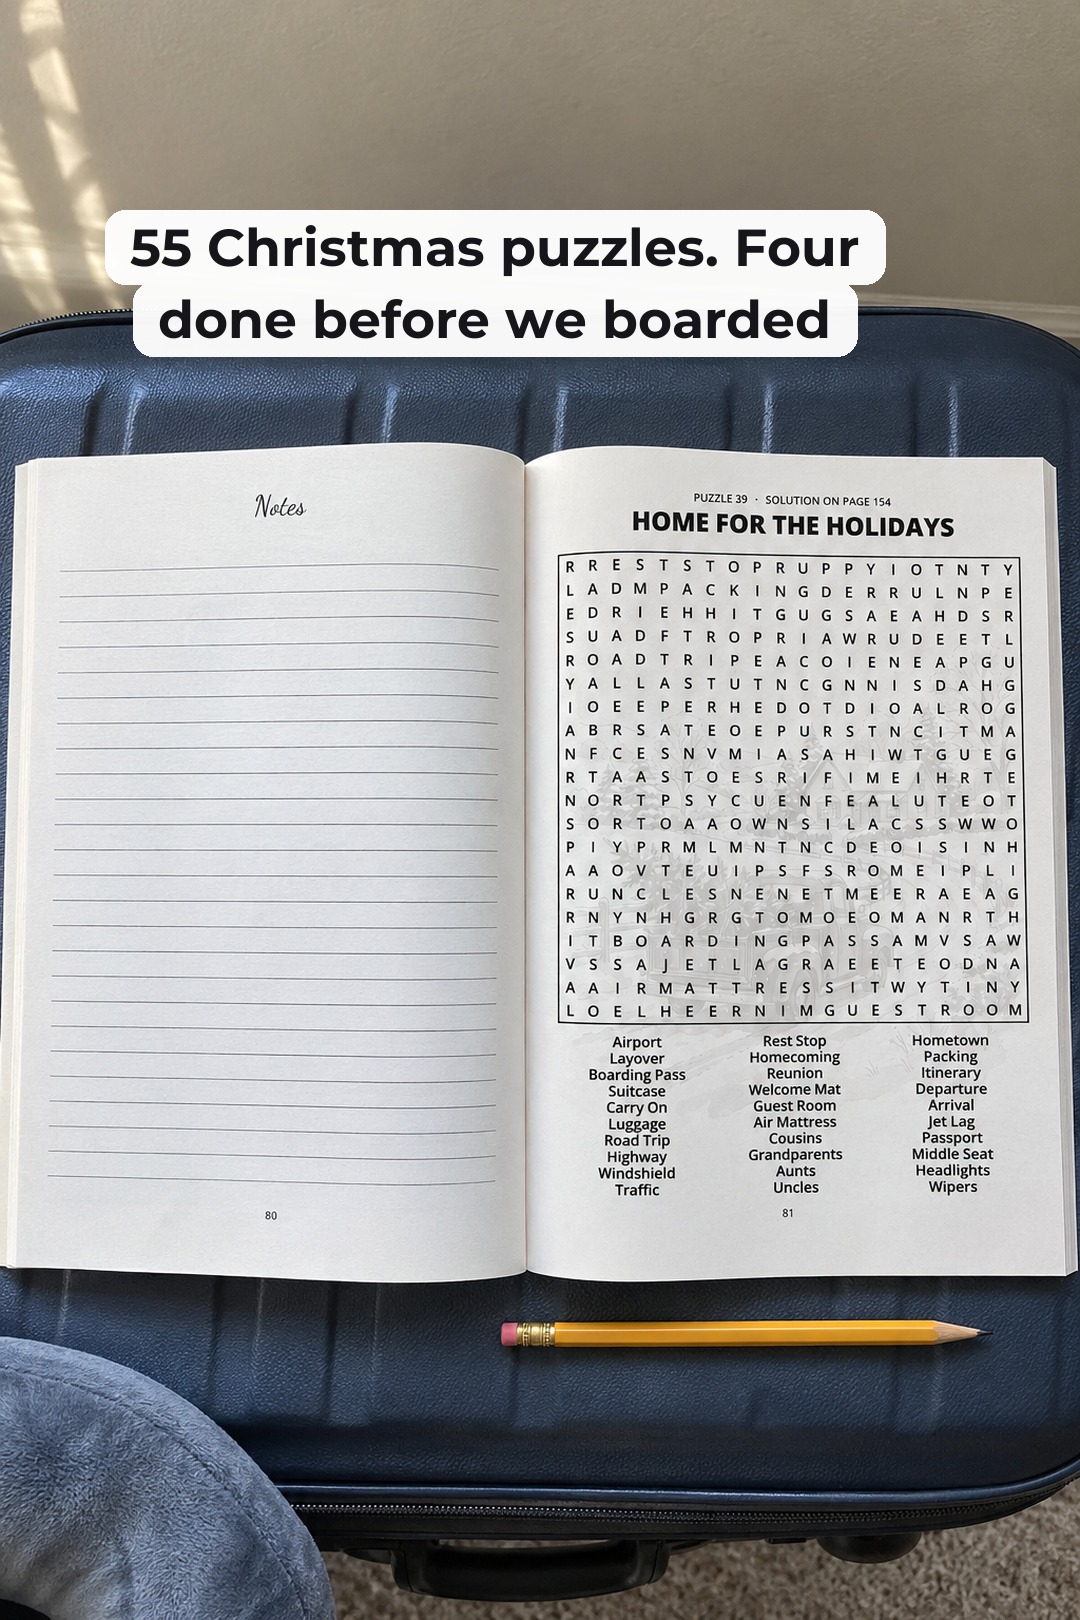 55 Christmas puzzles. Four
done before we boarded
Notes
80
PUZZLE 39 · SOLUTION ON PAGE 154
HOME FOR THE HOLIDAYS
R R E S T S T O P R U P P Y I O T N T Y
L A D M P A C K I N G D E R R U L N P E
E D R I E H H I T G U G S A E A H D S R
S U A D F T R O P R I A W R U D E E T L
R O A D T R I P E A C O I E N E A P G U
Y A L L A S T U T N C G N N I S D A H G
I O E E P E R H E D O T D I O A L R O G
A B R S A T E O E P U R S T N C I T M A
N F C E S N V M I A S A H I W T G U E G
R T A A S T O E S R I F I M E I H R T E
N O R T P S Y C U E N F E A L U T E O T
S O R T O A A O W N S I L A C S S W W O
P I Y P R M L M N T N C D E O I S I N H
A A O V T E U I P S F S R O M E I P L I
R U N C L E S N E N E T M E E R A E A G
R N Y N H G R G T O M O E O M A N R T H
I T B O A R D I N G P A S S A M V S A W
V S S A J E T L A G R A E E T E O D N A
A A I R M A T T R E S S I T W Y T I N Y
L O E L H E E R N I M G U E S T R O O M
Airport
Layover
Boarding Pass
Suitcase
Carry On
Luggage
Road Trip
Highway
Windshield
Traffic
Rest Stop
Homecoming
Reunion
Welcome Mat
Guest Room
Air Mattress
Cousins
Grandparents
Aunts
Uncles
Hometown
Packing
Itinerary
Departure
Arrival
Jet Lag
Passport
Middle Seat
Headlights
Wipers
81